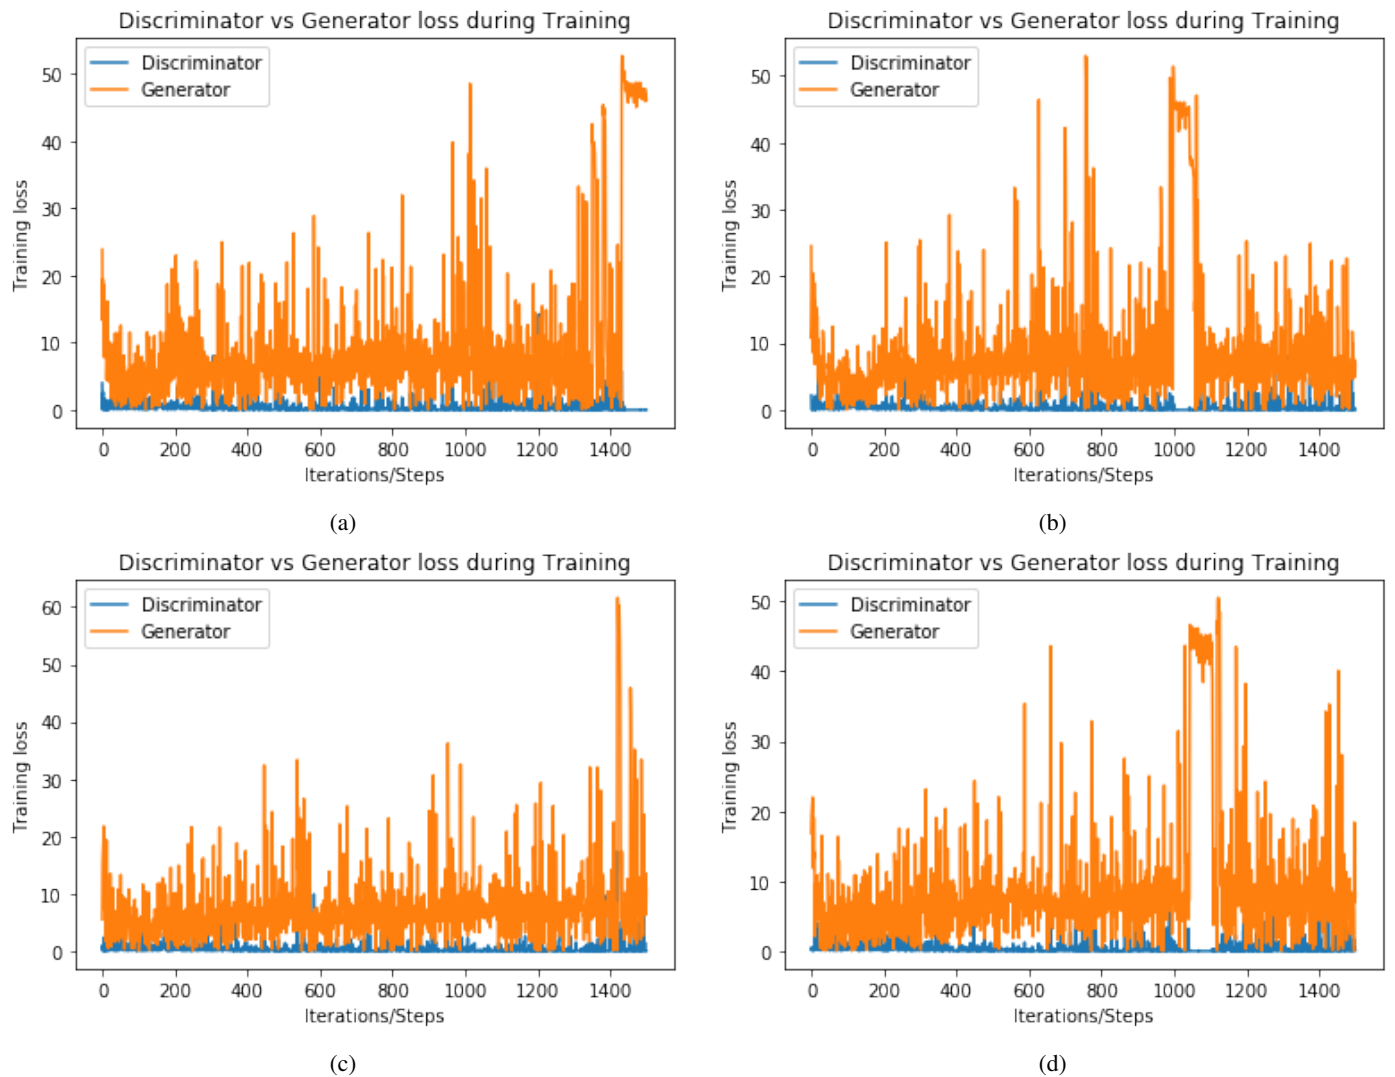 Discriminator vs Generator loss during Training
Discriminator
Generator
50
40
30
20
10
0
Training loss
0 200 400 600 800 1000 1200 1400
Iterations/Steps
(a)
Discriminator vs Generator loss during Training
Discriminator
Generator
50
40
30
20
10
0
Training loss
0 200 400 600 800 1000 1200 1400
Iterations/Steps
(b)
Discriminator vs Generator loss during Training
Discriminator
Generator
60
50
40
30
20
10
0
Training loss
0 200 400 600 800 1000 1200 1400
Iterations/Steps
(c)
Discriminator vs Generator loss during Training
Discriminator
Generator
50
40
30
20
10
0
Training loss
0 200 400 600 800 1000 1200 1400
Iterations/Steps
(d)